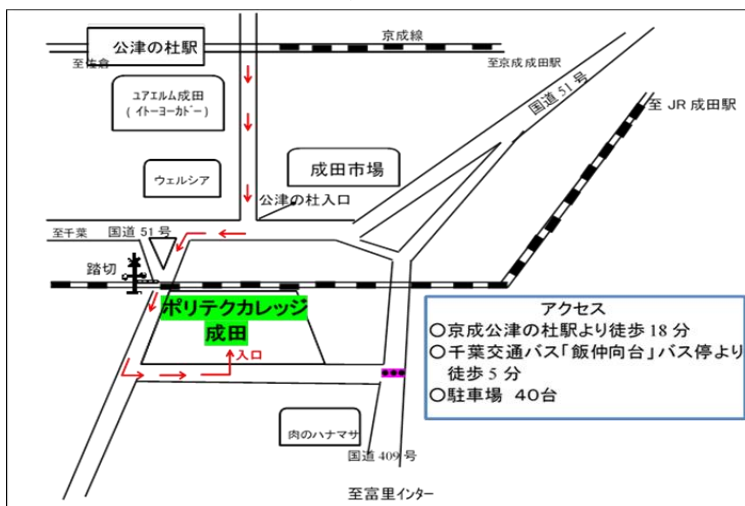 公津の杜駅
京成線
至佐倉
至京成成田駅
ユアエルム成田
(イトーヨーカドー)
国道51号
至 JR 成田駅
ウェルシア
成田市場
公津の杜入口
至千葉
国道 51 号
踏切
ポリテクカレッジ
成田
入口
アクセス
○京成公津の杜駅より徒歩 18 分
○千葉交通バス「飯仲向台」バス停より
徒歩 5 分
○駐車場 40台
肉のハナマサ
国道 409 号
至富里インター